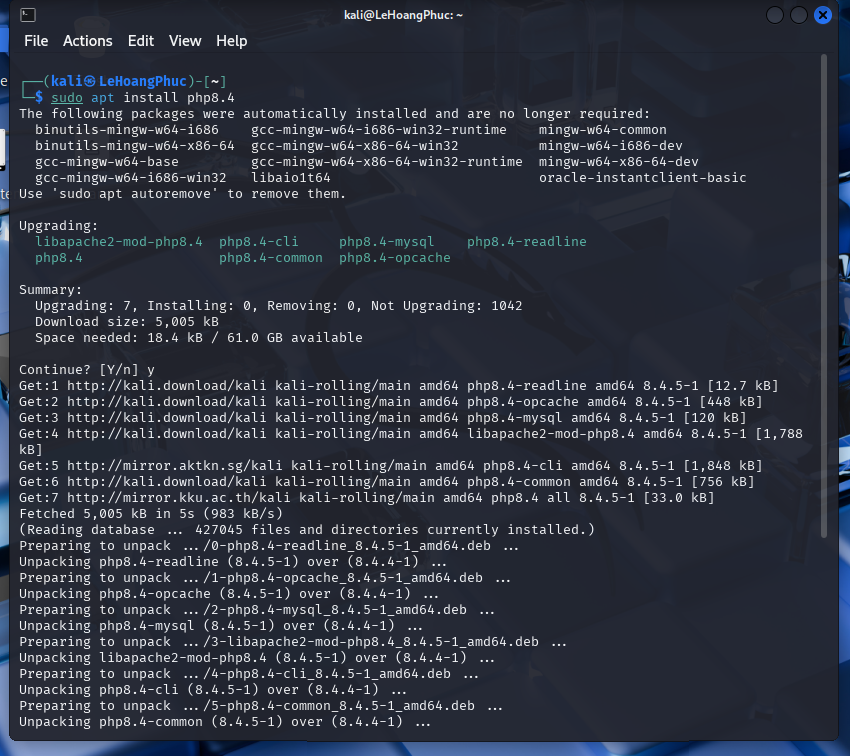 kali@LeHoangPhuc: ~
File Actions Edit View Help
┌──(kali㉿LeHoangPhuc)-[~]
└─$ sudo apt install php8.4
The following packages were automatically installed and are no longer required:
  binutils-mingw-w64-i686    gcc-mingw-w64-i686-win32-runtime    mingw-w64-common
  binutils-mingw-w64-x86-64  gcc-mingw-w64-x86-64-win32          mingw-w64-i686-dev
  gcc-mingw-w64-base         gcc-mingw-w64-x86-64-win32-runtime  mingw-w64-x86-64-dev
  gcc-mingw-w64-i686-win32   libaio1t64                          oracle-instantclient-basic
Use 'sudo apt autoremove' to remove them.

Upgrading:
  libapache2-mod-php8.4  php8.4-cli     php8.4-mysql    php8.4-readline
  php8.4                 php8.4-common  php8.4-opcache

Summary:
  Upgrading: 7, Installing: 0, Removing: 0, Not Upgrading: 1042
  Download size: 5,005 kB
  Space needed: 18.4 kB / 61.0 GB available

Continue? [Y/n] y
Get:1 http://kali.download/kali kali-rolling/main amd64 php8.4-readline amd64 8.4.5-1 [12.7 kB]
Get:2 http://kali.download/kali kali-rolling/main amd64 php8.4-opcache amd64 8.4.5-1 [448 kB]
Get:3 http://kali.download/kali kali-rolling/main amd64 php8.4-mysql amd64 8.4.5-1 [120 kB]
Get:4 http://kali.download/kali kali-rolling/main amd64 libapache2-mod-php8.4 amd64 8.4.5-1 [1,788
kB]
Get:5 http://mirror.aktkn.sg/kali kali-rolling/main amd64 php8.4-cli amd64 8.4.5-1 [1,848 kB]
Get:6 http://kali.download/kali kali-rolling/main amd64 php8.4-common amd64 8.4.5-1 [756 kB]
Get:7 http://mirror.kku.ac.th/kali kali-rolling/main amd64 php8.4 all 8.4.5-1 [33.0 kB]
Fetched 5,005 kB in 5s (983 kB/s)
(Reading database ... 427045 files and directories currently installed.)
Preparing to unpack .../0-php8.4-readline_8.4.5-1_amd64.deb ...
Unpacking php8.4-readline (8.4.5-1) over (8.4.4-1) ...
Preparing to unpack .../1-php8.4-opcache_8.4.5-1_amd64.deb ...
Unpacking php8.4-opcache (8.4.5-1) over (8.4.4-1) ...
Preparing to unpack .../2-php8.4-mysql_8.4.5-1_amd64.deb ...
Unpacking php8.4-mysql (8.4.5-1) over (8.4.4-1) ...
Preparing to unpack .../3-libapache2-mod-php8.4_8.4.5-1_amd64.deb ...
Unpacking libapache2-mod-php8.4 (8.4.5-1) over (8.4.4-1) ...
Preparing to unpack .../4-php8.4-cli_8.4.5-1_amd64.deb ...
Unpacking php8.4-cli (8.4.5-1) over (8.4.4-1) ...
Preparing to unpack .../5-php8.4-common_8.4.5-1_amd64.deb ...
Unpacking php8.4-common (8.4.5-1) over (8.4.4-1) ...